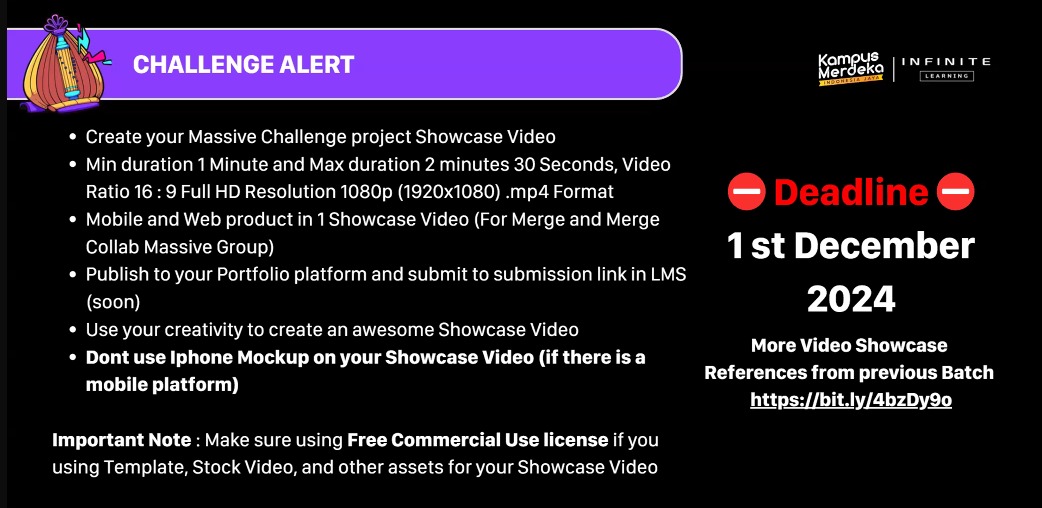 CHALLENGE ALERT
Kampus
Merdeka
INDONESIA JAYA
INFINITE
LEARNING
• Create your Massive Challenge project Showcase Video
• Min duration 1 Minute and Max duration 2 minutes 30 Seconds, Video
Ratio 16 : 9 Full HD Resolution 1080p (1920x1080) .mp4 Format
• Mobile and Web product in 1 Showcase Video (For Merge and Merge
Collab Massive Group)
• Publish to your Portfolio platform and submit to submission link in LMS
(soon)
• Use your creativity to create an awesome Showcase Video
• Dont use Iphone Mockup on your Showcase Video (if there is a
mobile platform)
Important Note : Make sure using Free Commercial Use license if you
using Template, Stock Video, and other assets for your Showcase Video
⛔ Deadline ⛔
1 st December
2024
More Video Showcase
References from previous Batch
https://bit.ly/4bzDy9o